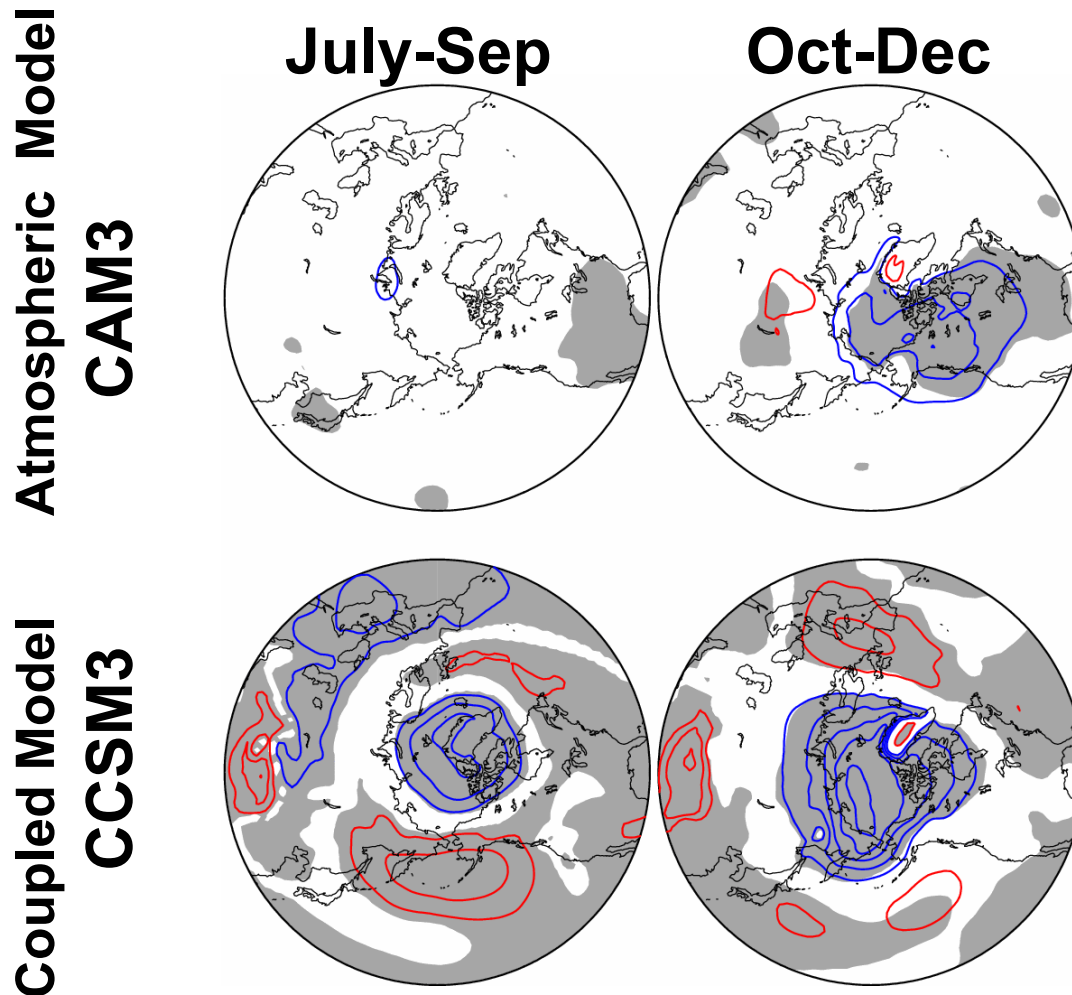 July-Sep
Oct-Dec
Atmospheric Model
CAM3
Coupled Model
CCSM3